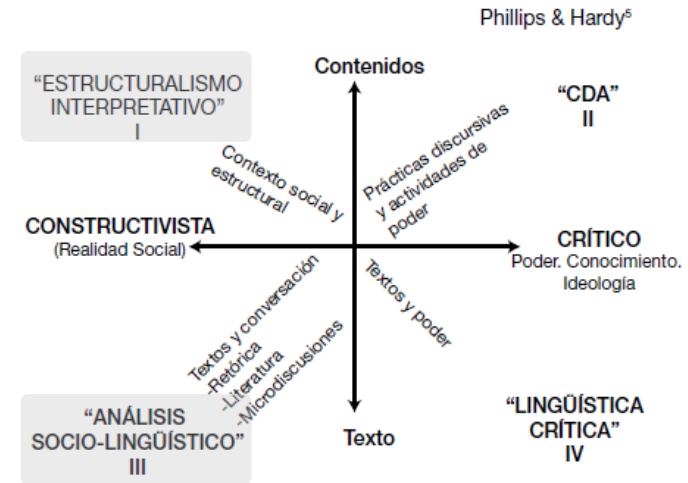 Phillips & Hardy⁵
Contenidos
“ESTRUCTURALISMO
INTERPRETATIVO”
I
“CDA”
II
Contexto social y
estructural
Prácticas discursivas
y actividades de
poder
CONSTRUCTIVISTA
(Realidad Social)
CRÍTICO
Poder. Conocimiento.
Ideología
Textos y conversación
-Retórica
-Literatura
-Microdiscusiones
Textos y poder
“ANÁLISIS
SOCIO-LINGÜÍSTICO”
III
Texto
“LINGÜÍSTICA
CRÍTICA”
IV